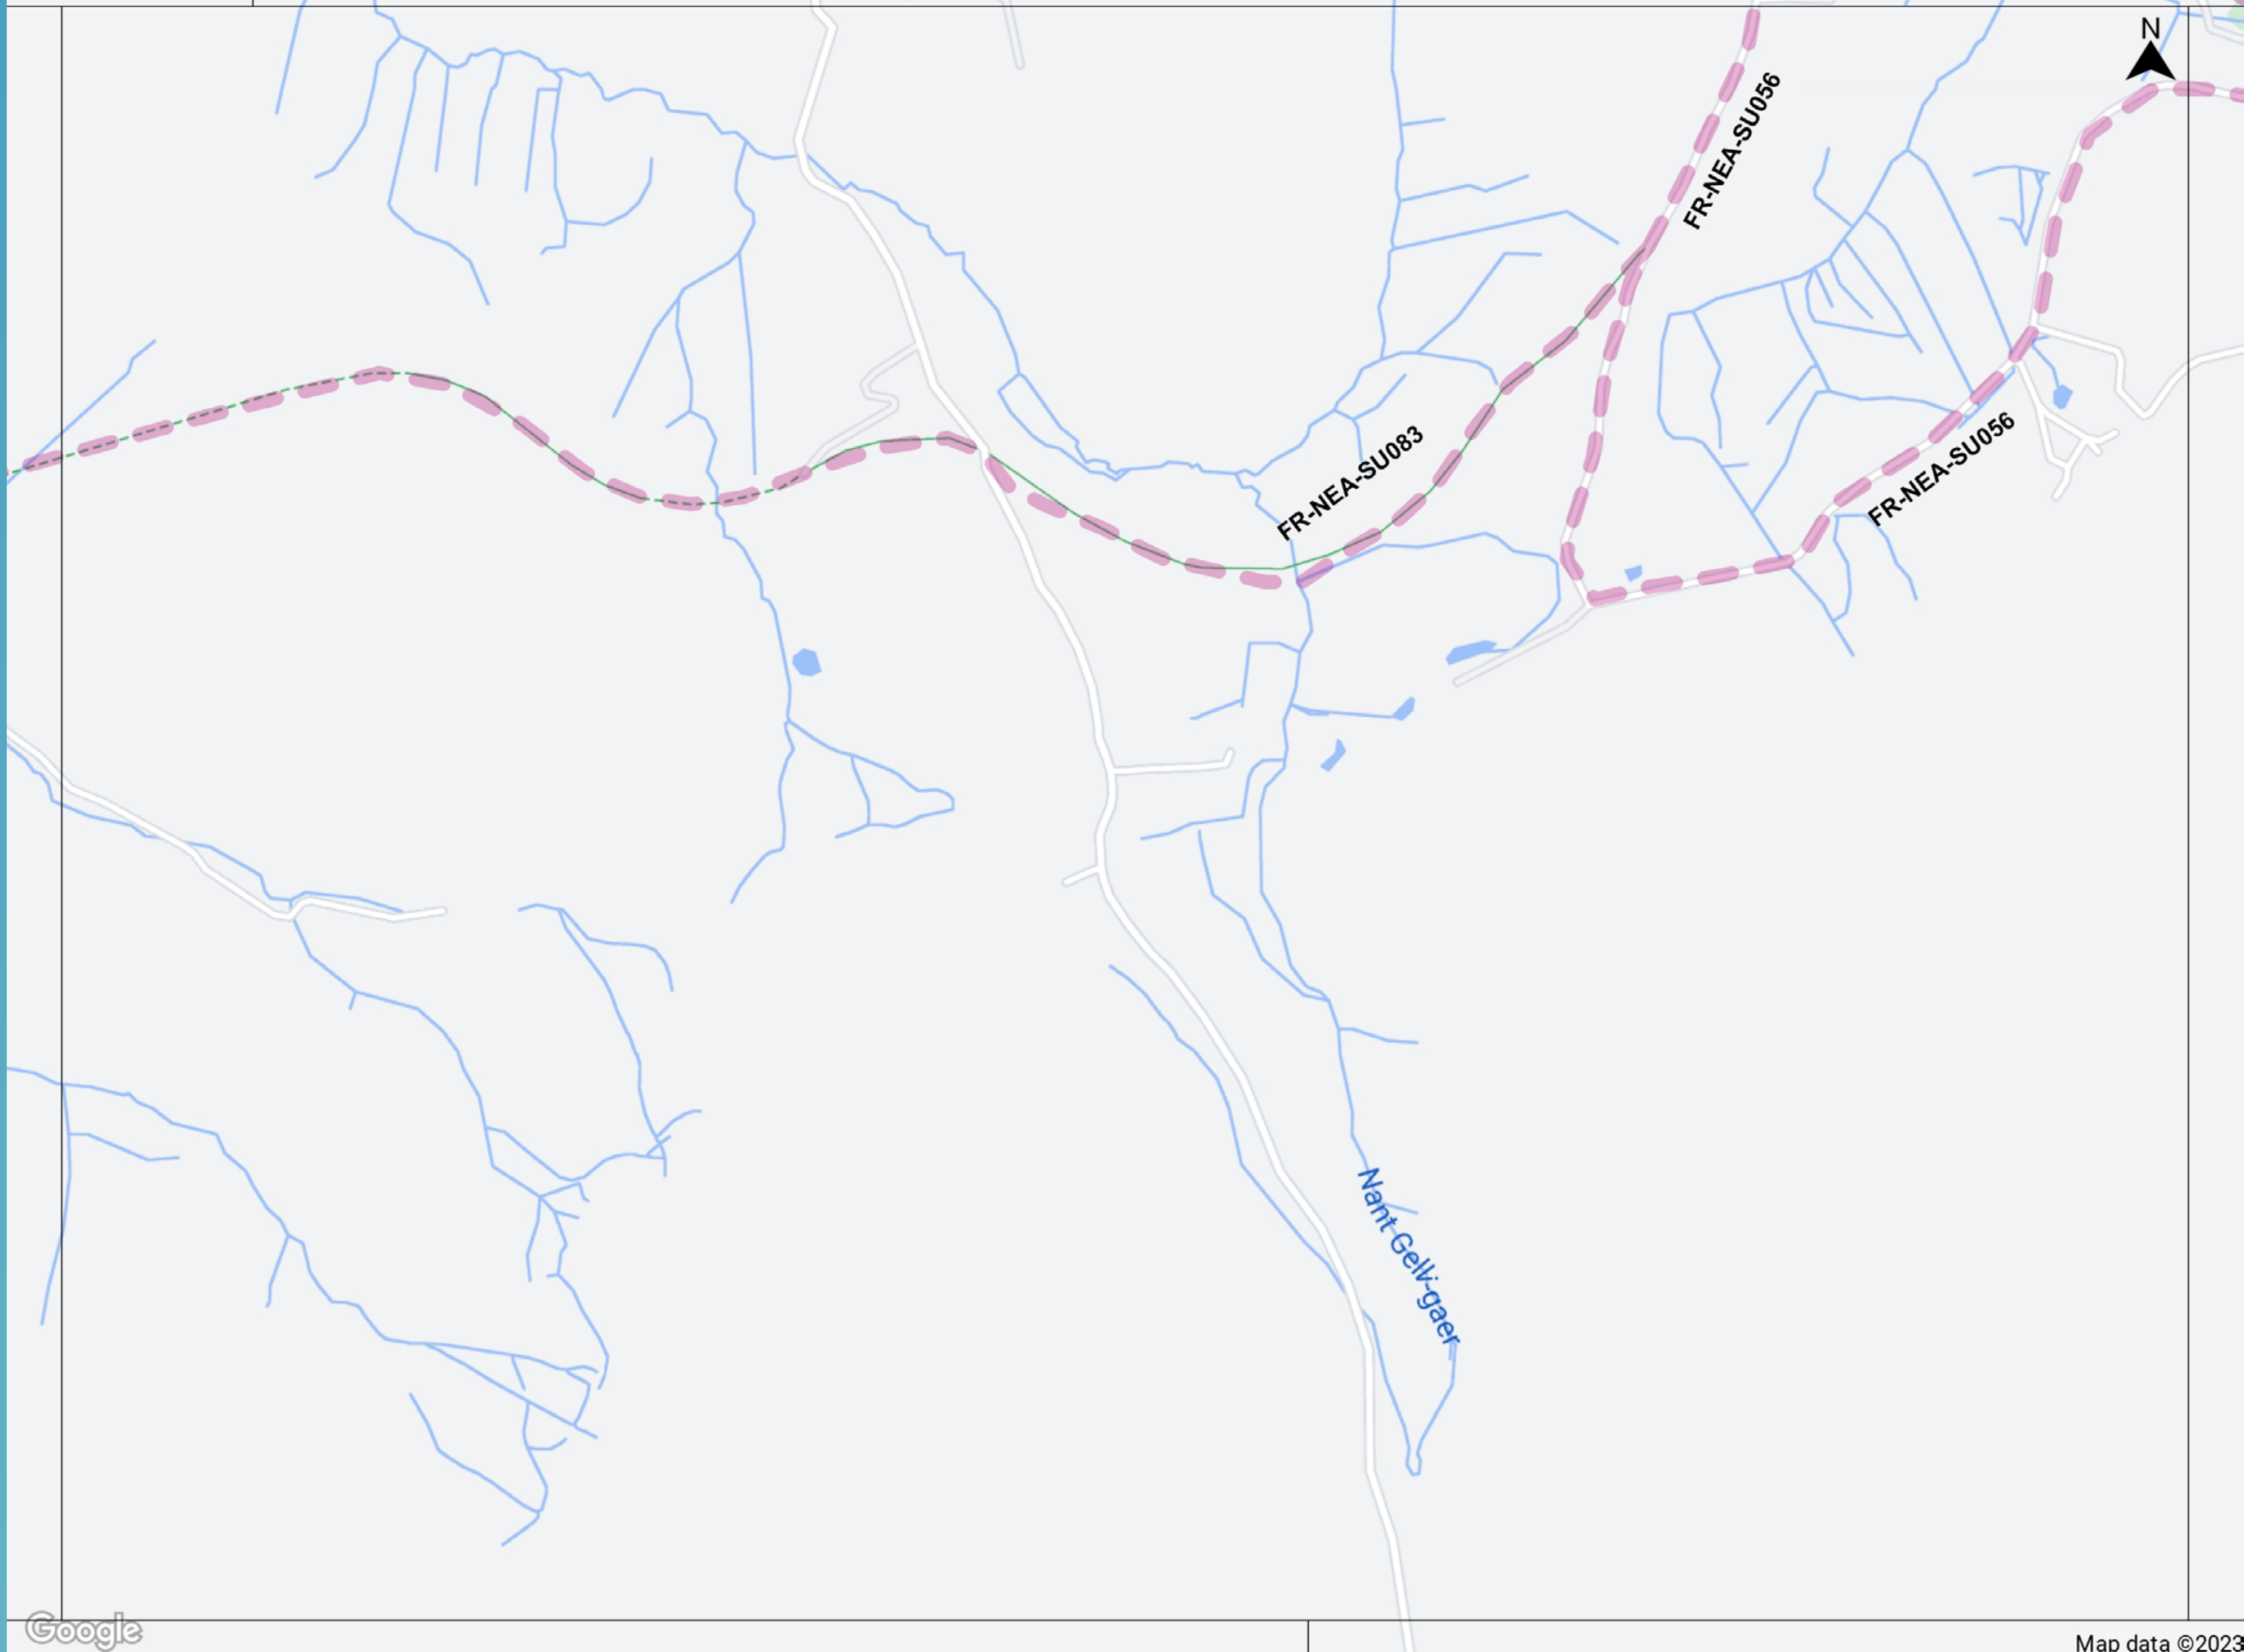 N
FR-NEA-SU056
FR-NEA-SU083
FR-NEA-SU056
Nant Gelli-gaer
Google
Map data ©2023